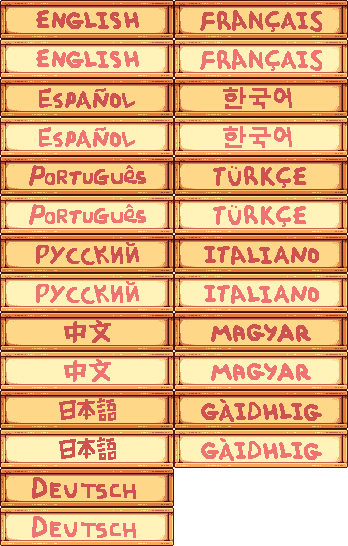 ENGLISH FRANÇAIS
ENGLISH FRANÇAIS
ESPAÑOL 한국어
ESPAÑOL 한국어
PORTUGUÊS TÜRKÇE
PORTUGUÊS TÜRKÇE
РУССКИЙ ITALIANO
РУССКИЙ ITALIANO
中文 MAGYAR
中文 MAGYAR
日本語 GÀIDHLIG
日本語 GÀIDHLIG
DEUTSCH
DEUTSCH